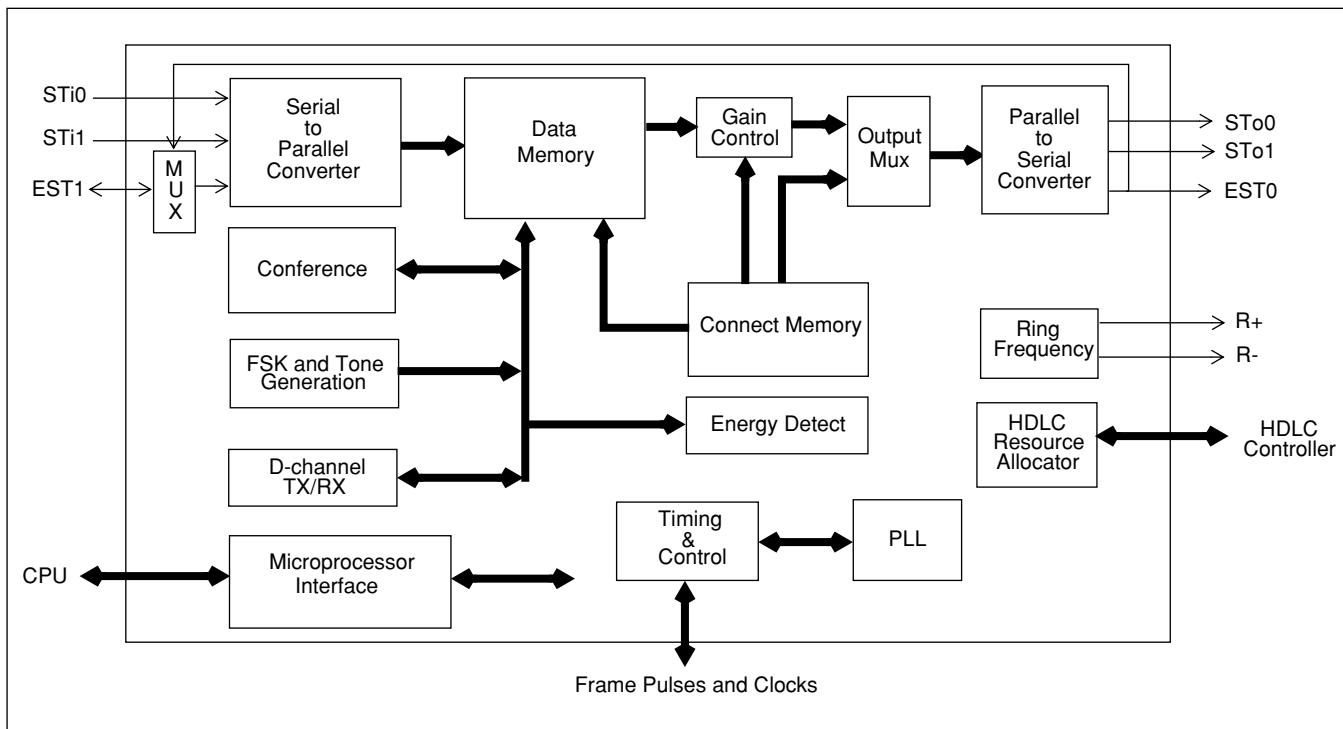 STi0
STi1
EST1
M
U
X
Serial
to
Parallel
Converter
Data
Memory
Gain
Control
Output
Mux
Parallel
to
Serial
Converter
STo0
STo1
EST0
Conference
FSK and Tone
Generation
D-channel
TX/RX
Connect Memory
Energy Detect
Ring
Frequency
R+
R-
HDLC
Resource
Allocator
HDLC
Controller
CPU
Microprocessor
Interface
Timing
&
Control
PLL
Frame Pulses and Clocks